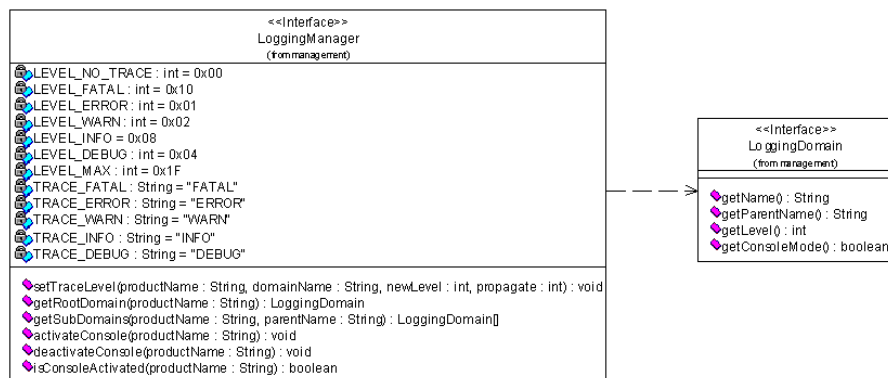 <<Interface>>
LoggingManager
(from management)
LEVEL_NO_TRACE : int = 0x00
LEVEL_FATAL : int = 0x10
LEVEL_ERROR : int = 0x01
LEVEL_WARN : int = 0x02
LEVEL_INFO = 0x08
LEVEL_DEBUG : int = 0x04
LEVEL_MAX : int = 0x1F
TRACE_FATAL : String = "FATAL"
TRACE_ERROR : String = "ERROR"
TRACE_WARN : String = "WARN"
TRACE_INFO : String = "INFO"
TRACE_DEBUG : String = "DEBUG"
setTraceLevel(productName : String, domainName : String, newLevel : int, propagate : int) : void
getRootDomain(productName : String) : LoggingDomain
getSubDomains(productName : String, parentName : String) : LoggingDomain[]
activateConsole(productName : String) : void
deactivateConsole(productName : String) : void
isConsoleActivated(productName : String) : boolean
<<Interface>>
LoggingDomain
(from management)
getName() : String
getParentName() : String
getLevel() : int
getConsoleMode() : boolean